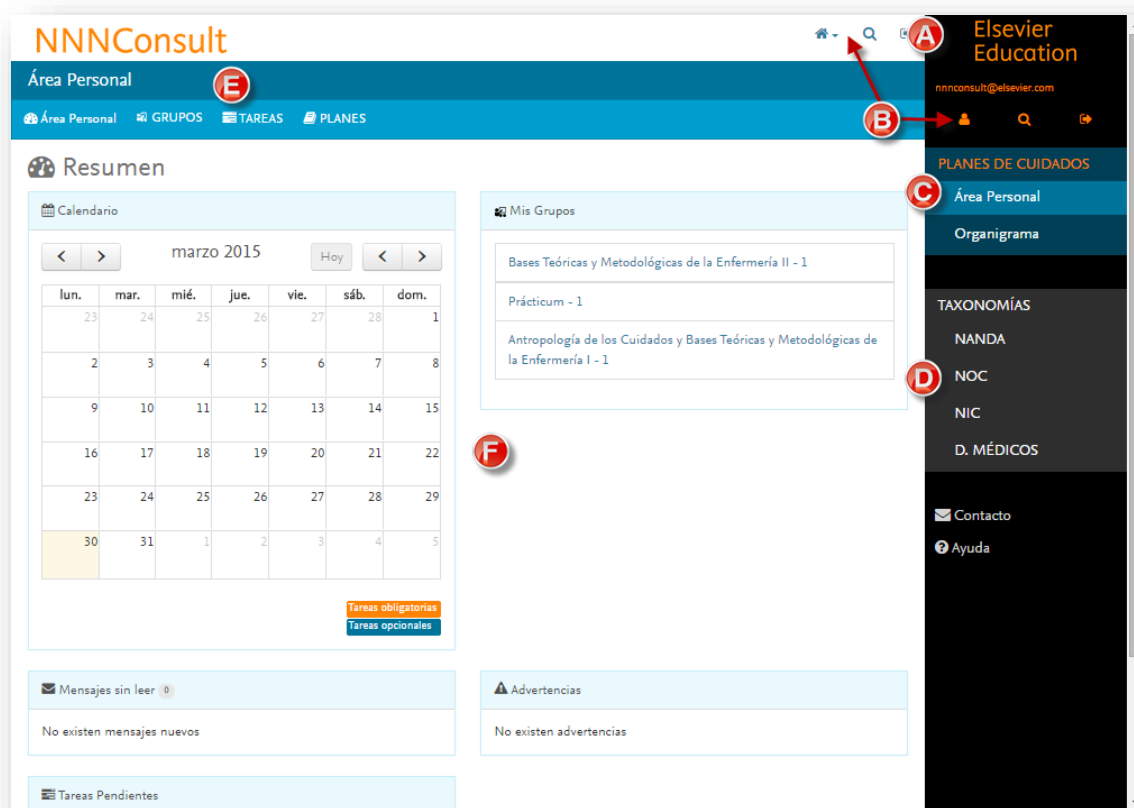 NNNConsult
A
Elsevier
Education
Área Personal
E
nnnconsult@elsevier.com
Área Personal GRUPOS TAREAS PLANES
B
Resumen
PLANES DE CUIDADOS
C
Área Personal
Organigrama
Calendario
marzo 2015
Hoy
lun. mar. mié. jue. vie. sáb. dom.
23 24 25 26 27 28 1
2 3 4 5 6 7 8
9 10 11 12 13 14 15
16 17 18 19 20 21 22
23 24 25 26 27 28 29
30 31 1 2 3 4 5
Tareas obligatorias
Tareas opcionales
Mis Grupos
Bases Teóricas y Metodológicas de la Enfermería II - 1
Prácticum - 1
Antropología de los Cuidados y Bases Teóricas y Metodológicas de
la Enfermería I - 1
F
TAXONOMÍAS
NANDA
D
NOC
NIC
D. MÉDICOS
Contacto
Ayuda
Mensajes sin leer 0
No existen mensajes nuevos
Advertencias
No existen advertencias
Tareas Pendientes